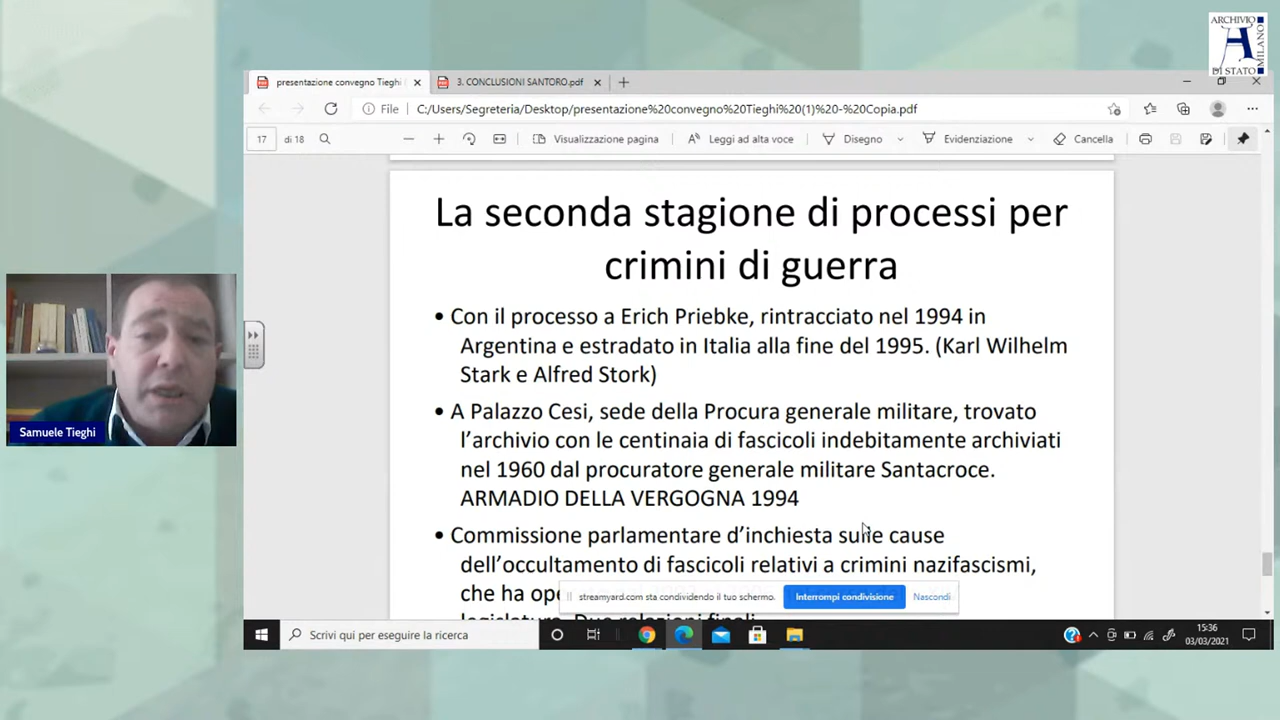 ARCHIVIO
DI STATO
MILANO
presentazione convegno Tieghi
3. CONCLUSIONI SANTORO.pdf
File
C:/Users/Segreteria/Desktop/presentazione%20convegno%20Tieghi%20(1)%20-%20Copia.pdf
17 di 18
Visualizzazione pagina
Leggi ad alta voce
Disegno
Evidenziazione
Cancella
La seconda stagione di processi per
crimini di guerra
• Con il processo a Erich Priebke, rintracciato nel 1994 in
Argentina e estradato in Italia alla fine del 1995. (Karl Wilhelm
Stark e Alfred Stork)
• A Palazzo Cesi, sede della Procura generale militare, trovato
l’archivio con le centinaia di fascicoli indebitamente archiviati
nel 1960 dal procuratore generale militare Santacroce.
ARMADIO DELLA VERGOGNA 1994
• Commissione parlamentare d’inchiesta sulle cause
dell’occultamento di fascicoli relativi a crimini nazifascismi,
che ha
Samuele Tieghi
streamyard.com sta condividendo il tuo schermo.
Interrompi condivisione
Nascondi
Scrivi qui per eseguire la ricerca
15:36
03/03/2021